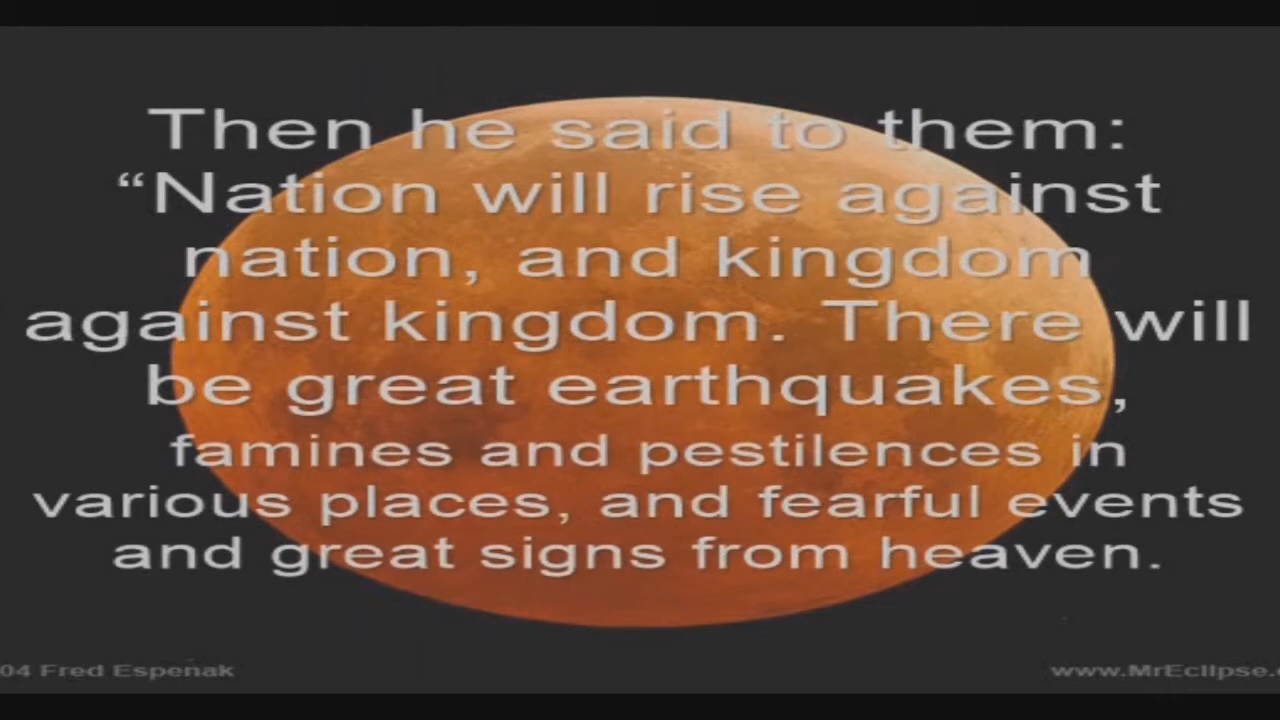 Then he said to them:
“Nation will rise against
nation, and kingdom
against kingdom. There will
be great earthquakes,
famines and pestilences in
various places, and fearful events
and great signs from heaven.
04 Fred Espenak
www.MrEclipse.